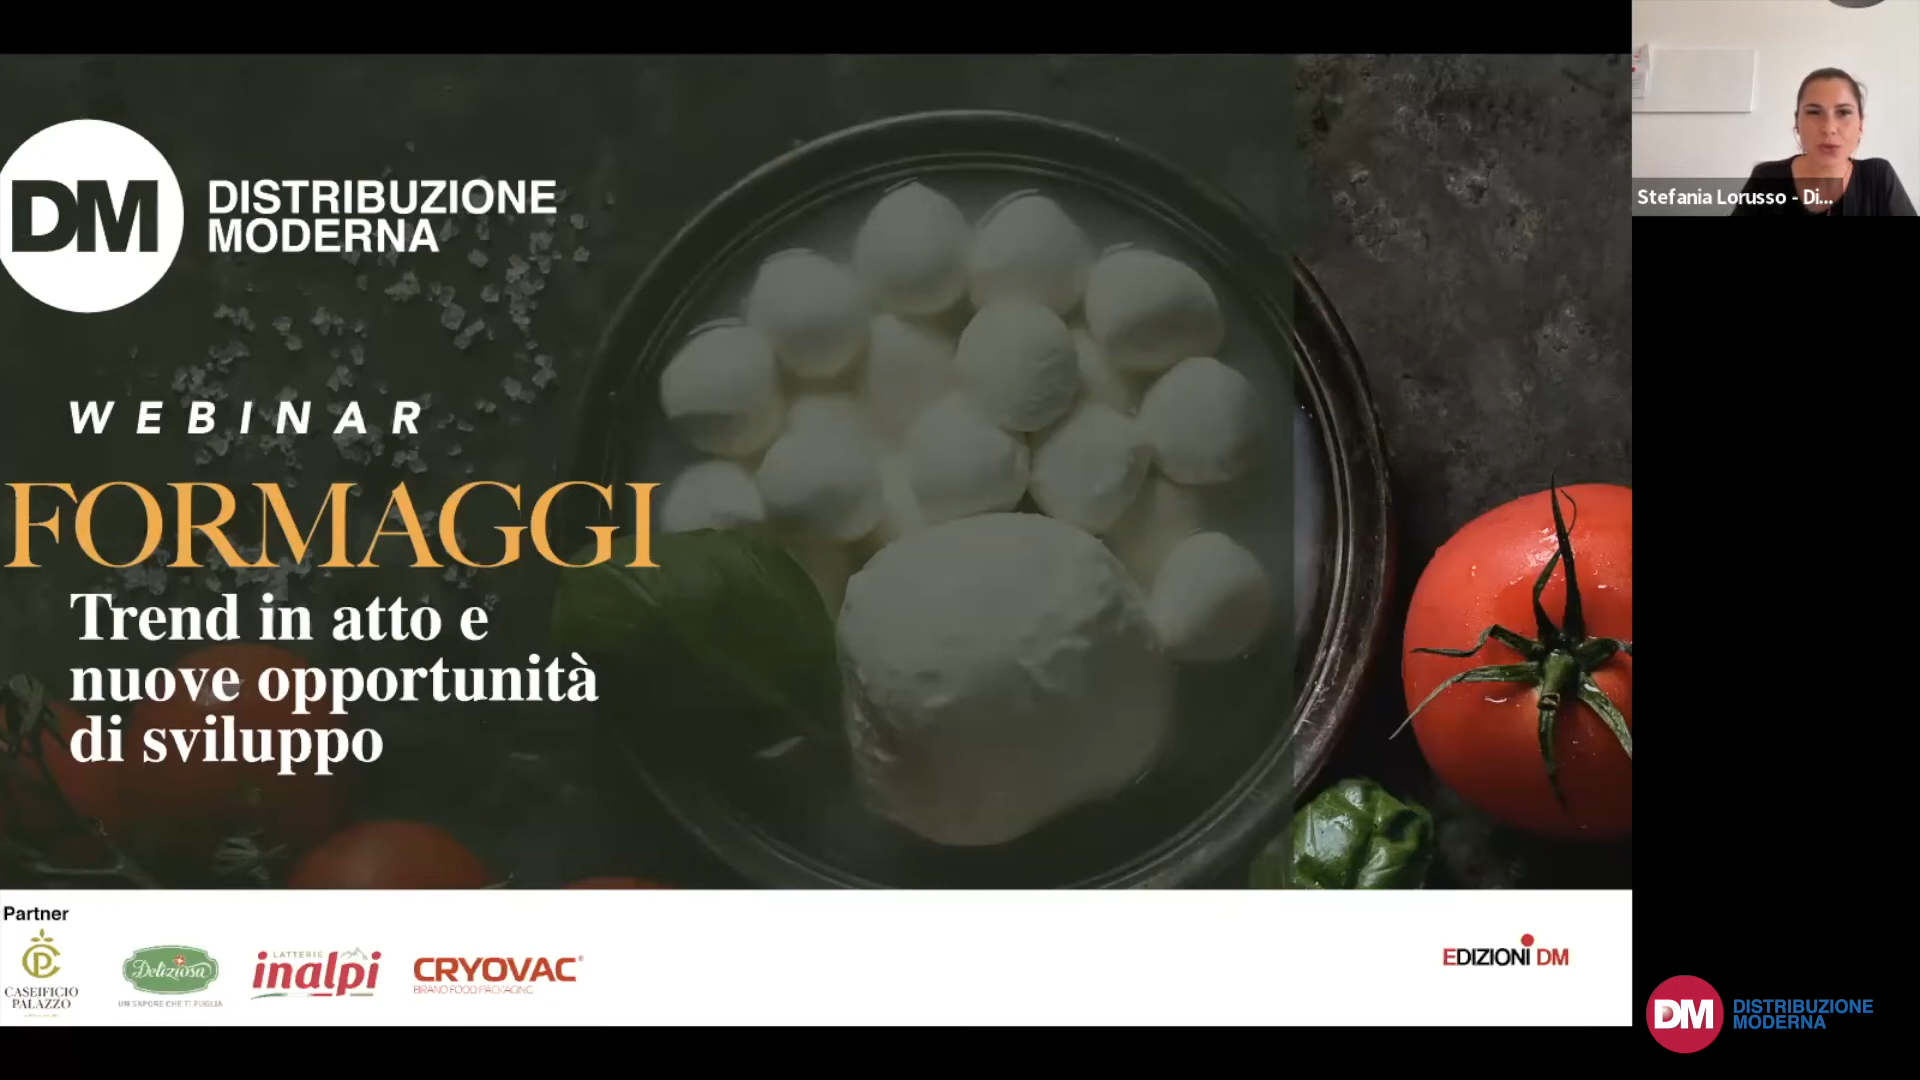 DM DISTRIBUZIONE
MODERNA
WEBINAR
FORMAGGI
Trend in atto e
nuove opportunità
di sviluppo
Stefania Lorusso - Di...
Partner
CP
CASEIFICIO
PALAZZO
Deliziosa
UN SAPORE CHE TI PUGLIA
LATTERIE
inalpi
CRYOVAC®
BRAND FOOD PACKAGING
EDIZIONI DM
DM DISTRIBUZIONE
MODERNA